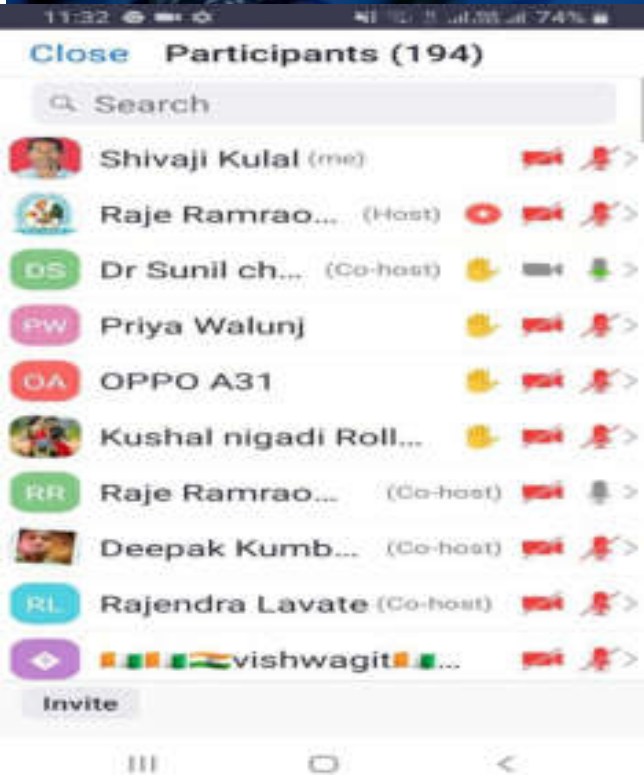 11:32 74%
Close Participants (194)
Search
Shivaji Kulal (me)
Raje Ramrao... (Host)
DS Dr Sunil ch... (Co-host)
PW Priya Walunj
OA OPPO A31
Kushal nigadi Roll...
RR Raje Ramrao... (Co-host)
Deepak Kumb... (Co-host)
RL Rajendra Lavate (Co-host)
vishwagit...
Invite